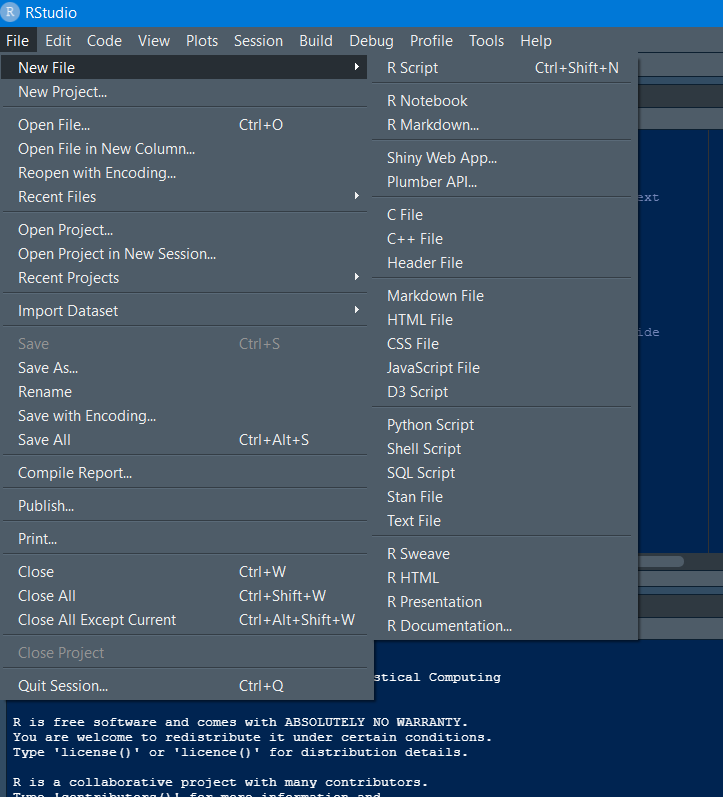 R RStudio
File Edit Code View Plots Session Build Debug Profile Tools Help
New File
New Project...
Open File... Ctrl+O
Open File in New Column...
Reopen with Encoding...
Recent Files
Open Project...
Open Project in New Session...
Recent Projects
Import Dataset
Save Ctrl+S
Save As...
Rename
Save with Encoding...
Save All Ctrl+Alt+S
Compile Report...
Publish...
Print...
Close Ctrl+W
Close All Ctrl+Shift+W
Close All Except Current Ctrl+Alt+Shift+W
Close Project
Quit Session... Ctrl+Q
R Script Ctrl+Shift+N
R Notebook
R Markdown...
Shiny Web App...
Plumber API...
C File
C++ File
Header File
Markdown File
HTML File
CSS File
JavaScript File
D3 Script
Python Script
Shell Script
SQL Script
Stan File
Text File
R Sweave
R HTML
R Presentation
R Documentation...
ext
ide
stical Computing
R is free software and comes with ABSOLUTELY NO WARRANTY.
You are welcome to redistribute it under certain conditions.
Type 'license()' or 'licence()' for distribution details.
R is a collaborative project with many contributors.
Type 'contributors()' for more information and